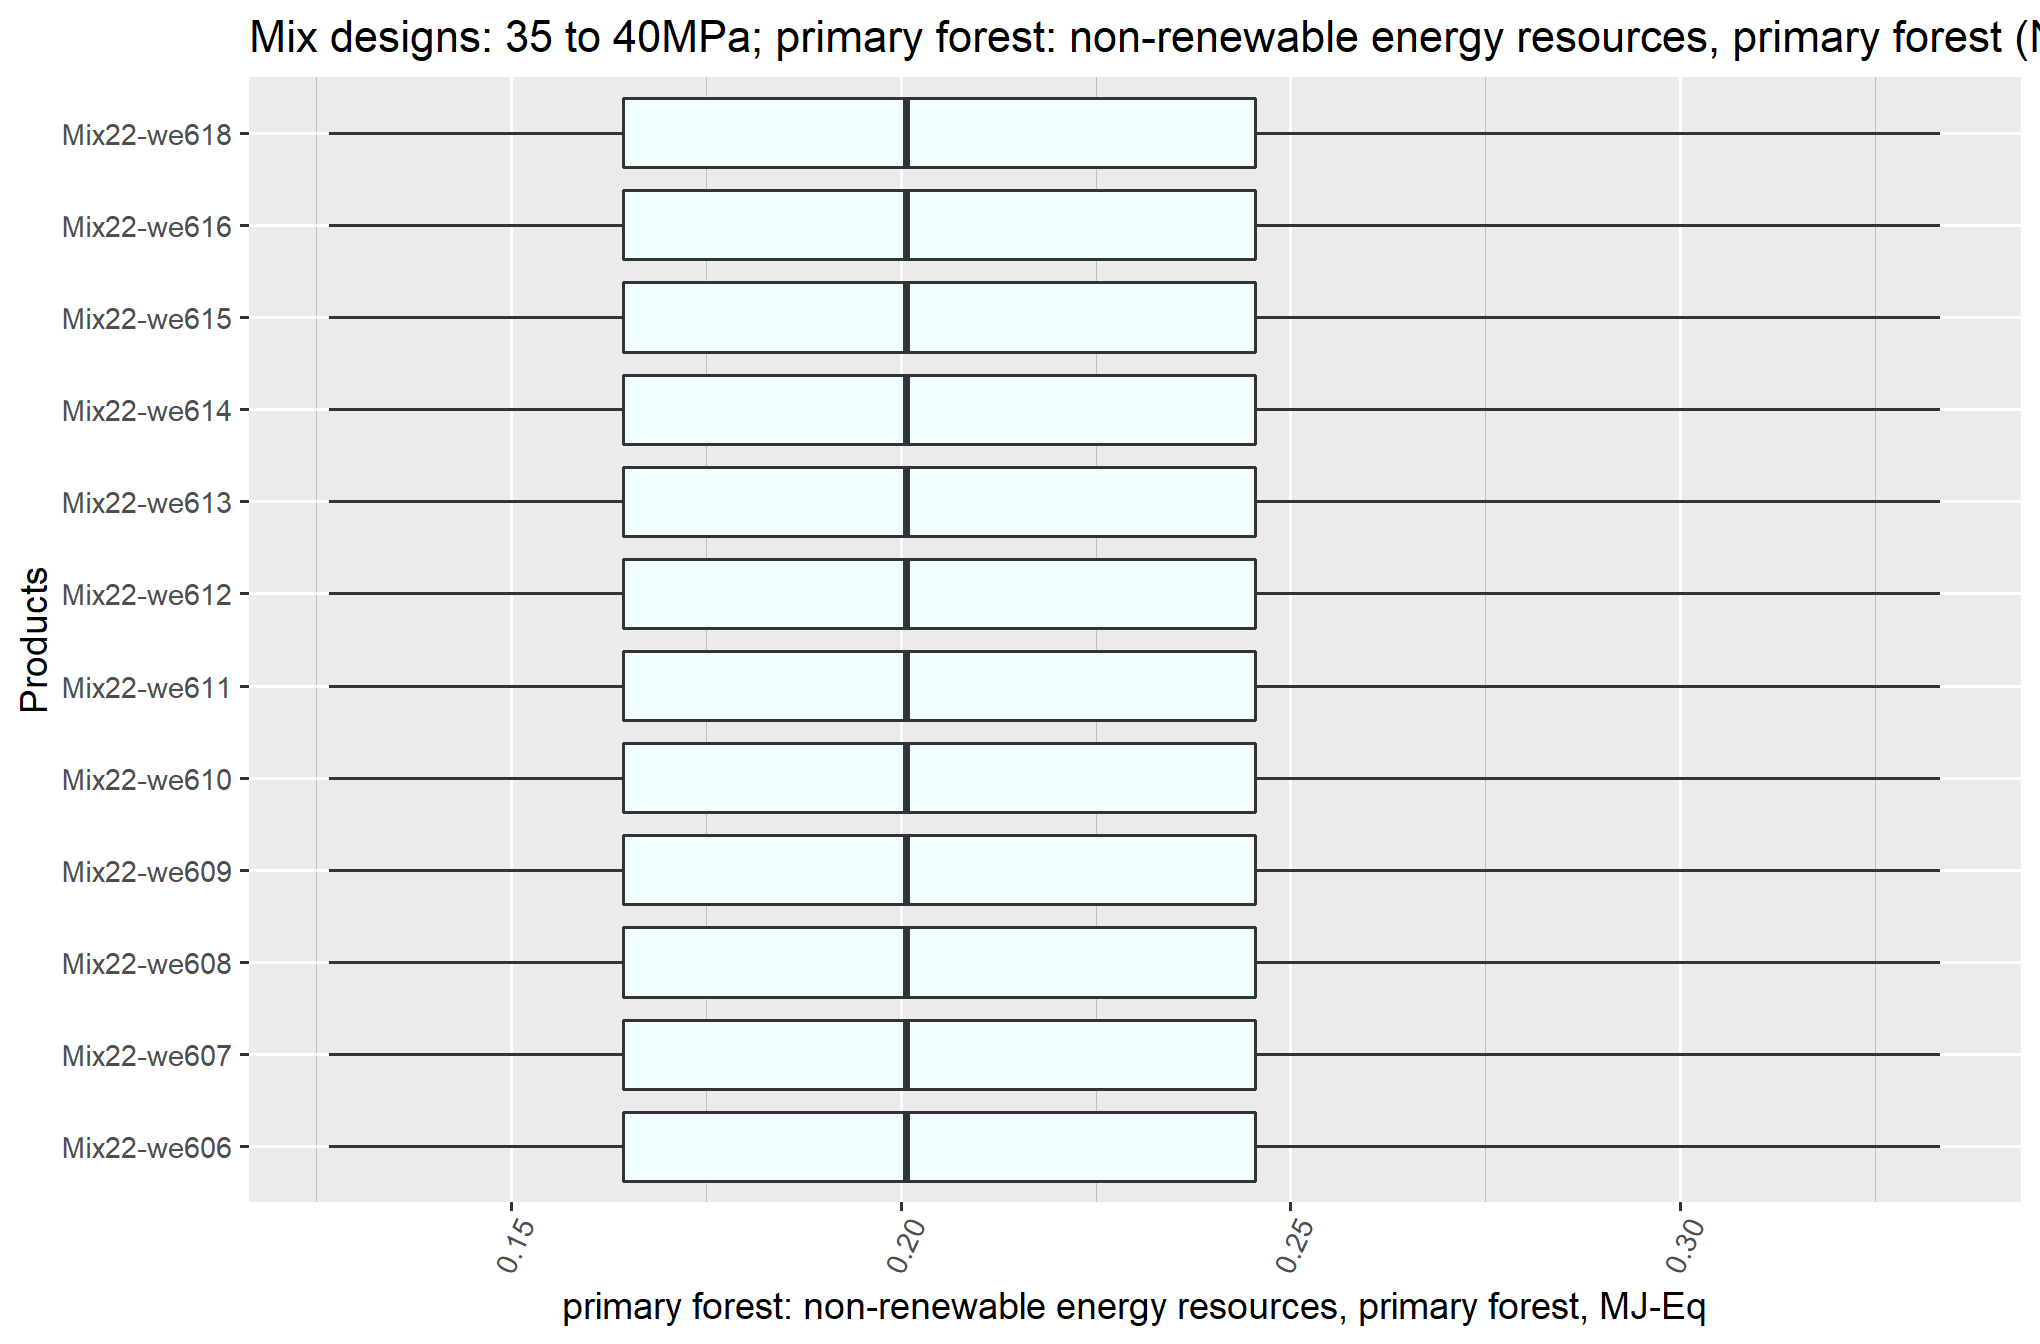 Mix designs: 35 to 40MPa; primary forest: non-renewable energy resources, primary forest (
Mix22-we618
Mix22-we616
Mix22-we615
Mix22-we614
Mix22-we613
Mix22-we612
Mix22-we611
Mix22-we610
Mix22-we609
Mix22-we608
Mix22-we607
Mix22-we606
Products
0.15
0.20
0.25
0.30
primary forest: non-renewable energy resources, primary forest, MJ-Eq